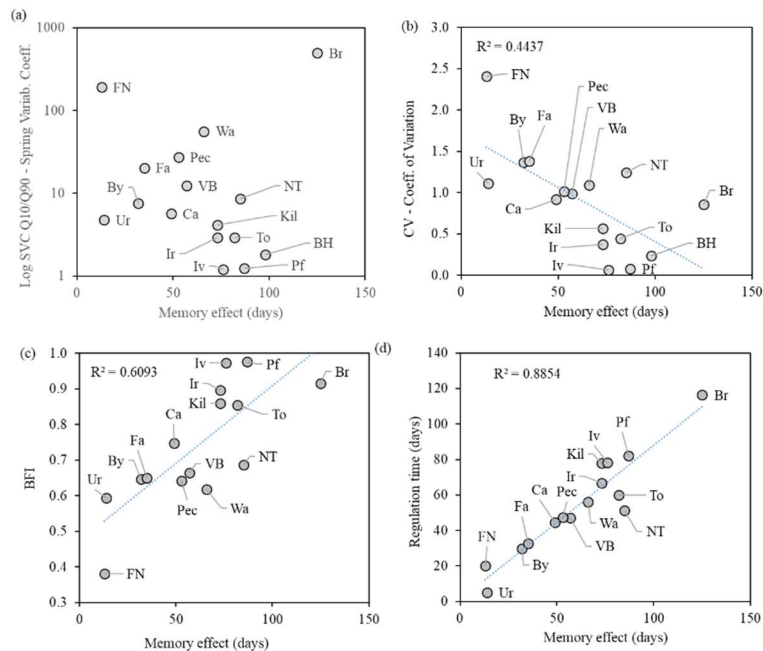 (a)
1000
100
10
1
0
50
100
150
Log SVC Q10/Q90 - Spring Variab. Coeff.
Memory effect (days)
FN
Br
Wa
Pec
Fa
VB
By
NT
Ur
Ca
Kil
Ir
To
BH
Iv
Pf
(b)
R² = 0.4437
3.0
2.5
2.0
1.5
1.0
0.5
0.0
0
50
100
150
CV - Coeff. of Variation
Memory effect (days)
FN
Pec
By
Fa
VB
Wa
Ur
NT
Ca
Br
Kil
To
Ir
BH
Iv
Pf
(c)
R² = 0.6093
1.0
0.9
0.8
0.7
0.6
0.5
0.4
0.3
0
50
100
150
BFI
Memory effect (days)
Iv
Pf
Ir
Br
Kil
Ca
To
Fa
By
VB
NT
Ur
Pec
Wa
FN
(d)
R² = 0.8854
140
120
100
80
60
40
20
0
0
50
100
150
Regulation time (days)
Memory effect (days)
Br
Pf
Iv
Kil
Ir
Ca
Pec
To
Fa
Wa
NT
FN
VB
By
Ur